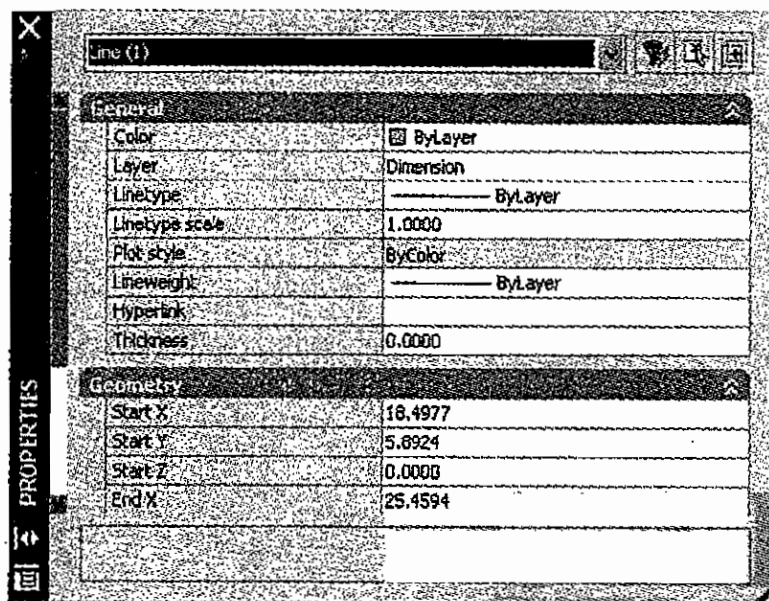 Line (1)
General
Color ByLayer
Layer Dimension
Linetype ByLayer
Linetype scale 1.0000
Plot style ByColor
Lineweight ByLayer
Hyperlink
Thickness 0.0000
Geometry
Start X 18.4977
Start Y 5.8924
Start Z 0.0000
End X 25.4594
PROPERTIES